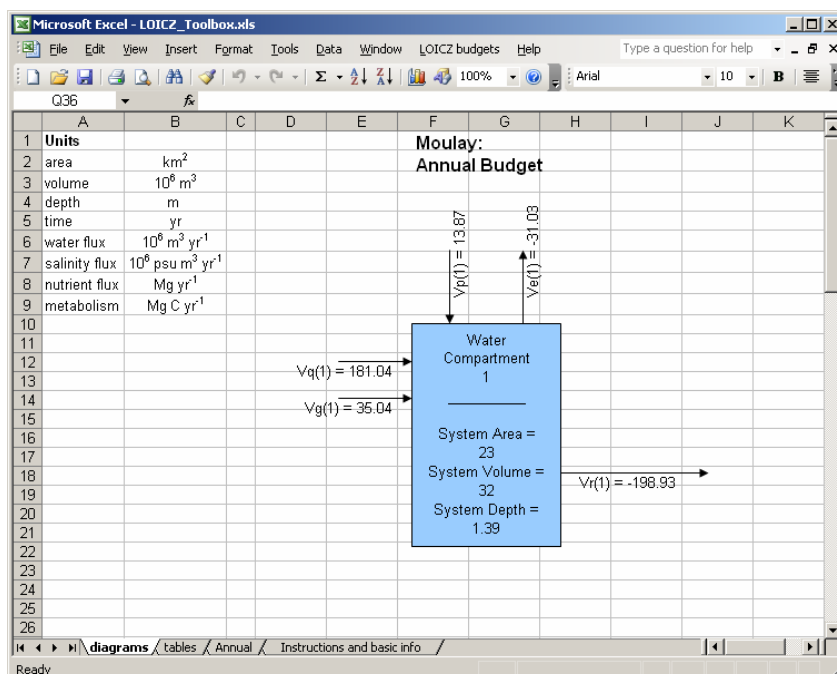 Microsoft Excel - LOICZ_Toolbox.xls
File Edit View Insert Format Tools Data Window LOICZ budgets Help Type a question for help
Σ 100% Arial 10 B
Q36 fx
A B C D E F G H I J K
1 Units Moulay:
2 area km² Annual Budget
3 volume 10⁶ m³
4 depth m
5 time yr
6 water flux 10⁶ m³ yr⁻¹
7 salinity flux 10⁶ psu m³ yr⁻¹
8 nutrient flux Mg yr⁻¹
9 metabolism Mg C yr⁻¹
10
11
12
13
14
15
16
17
18
19
20
21
22
23
24
25
26
Vp(1) = 13.87
Ve(1) = -31.03
Water
Compartment
1
Vq(1) = 181.04
Vg(1) = 35.04
System Area =
23
System Volume =
32
System Depth =
1.39
Vr(1) = -198.93
diagrams tables Annual Instructions and basic info
Ready